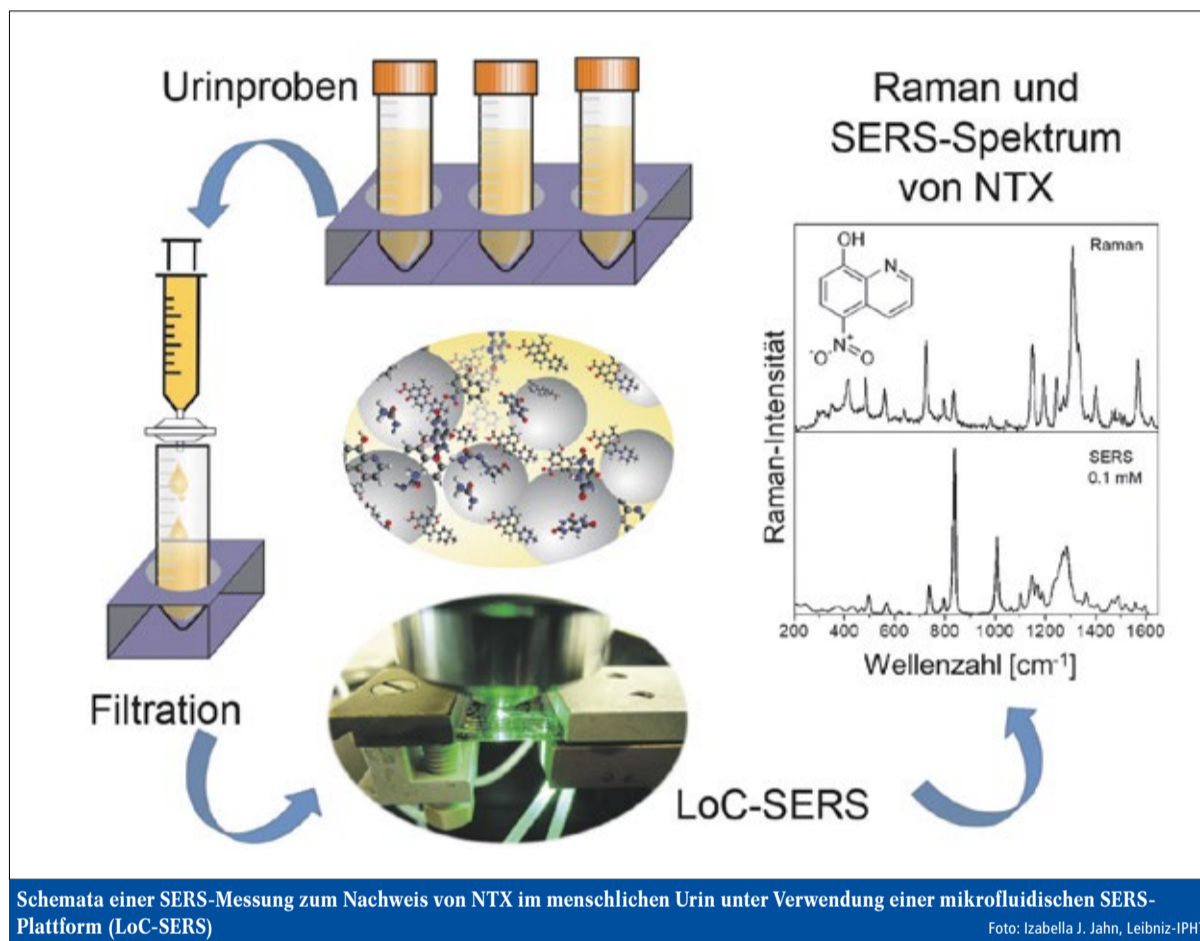 Urinproben
Raman und
SERS-Spektrum
von NTX
OH
N
N⁺
⁻O
O
Raman
SERS
0.1 mM
Raman-Intensität
200 400 600 800 1000 1200 1400 1600
Wellenzahl [cm⁻¹]
Filtration
LoC-SERS
Schemata einer SERS-Messung zum Nachweis von NTX im menschlichen Urin unter Verwendung einer mikrofluidischen SERS-
Plattform (LoC-SERS)
Foto: Izabella J. Jahn, Leibniz-IPHT